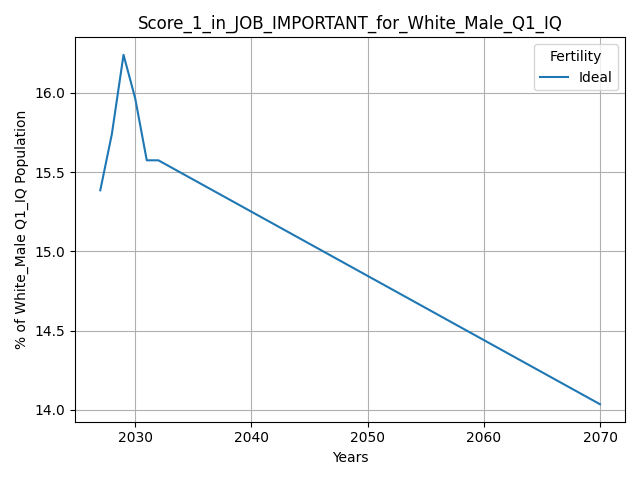 Score_1_in_JOB_IMPORTANT_for_White_Male_Q1_IQ
Fertility
Ideal
% of White_Male Q1_IQ Population
16.0
15.5
15.0
14.5
14.0
2030 2040 2050 2060 2070
Years